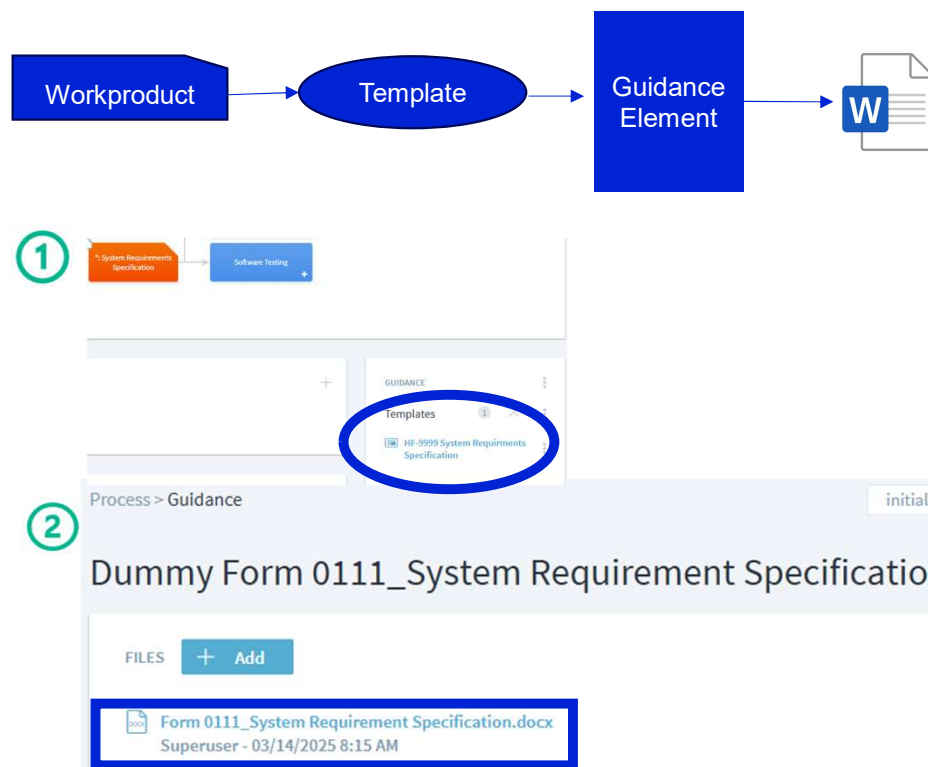 Workproduct
Template
Guidance
Element
W
1
*: System Requirements
Specification
Software Testing
+
+
GUIDANCE
Templates 1
HF-9999 System Requirments
Specification
2
Process > Guidance
initial
Dummy Form 0111_System Requirement Specificatio
FILES + Add
DOCX
Form 0111_System Requirement Specification.docx
Superuser - 03/14/2025 8:15 AM